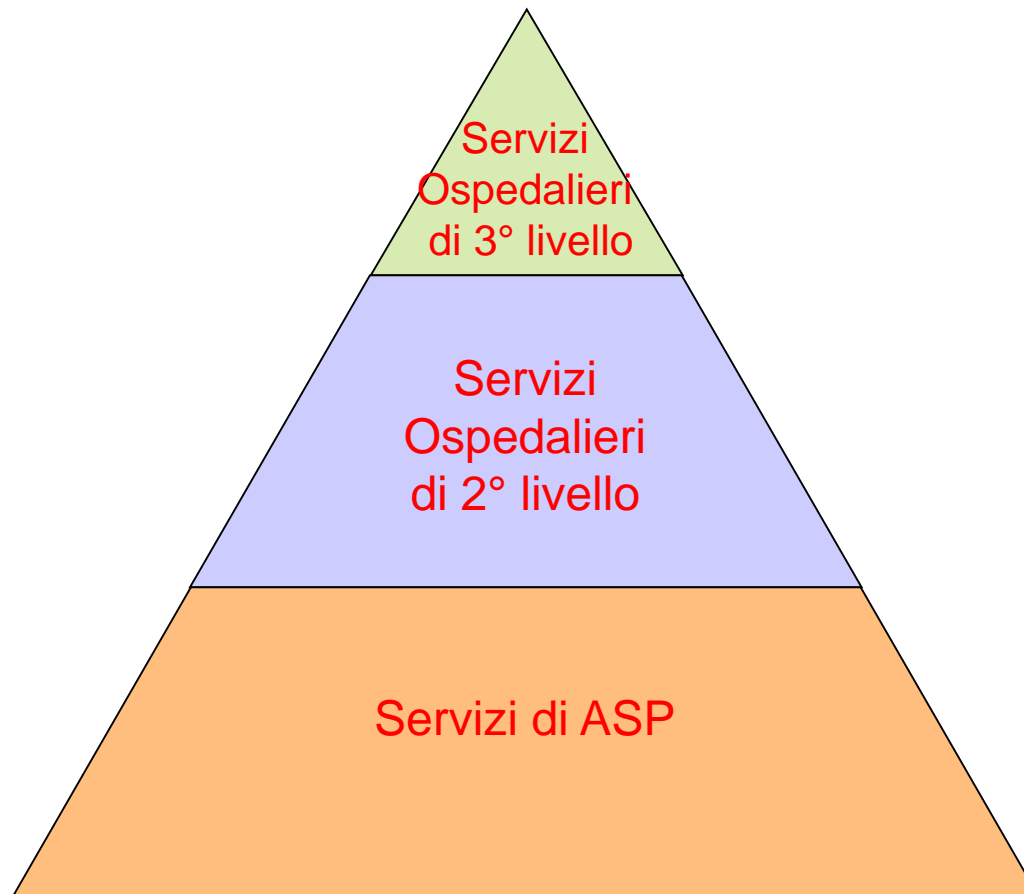 Servizi
Ospedalieri
di 3° livello
Servizi
Ospedalieri
di 2° livello
Servizi di ASP